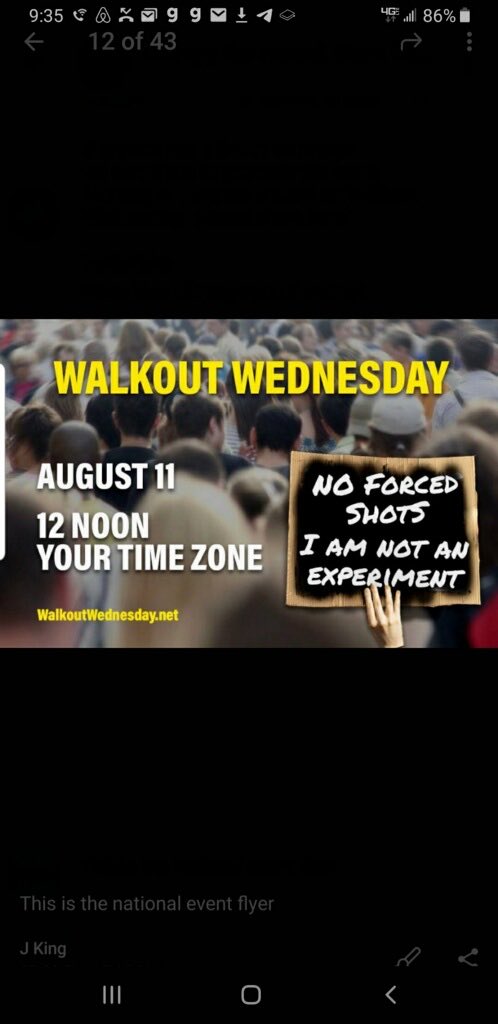 9:35
4G
86%
12 of 43
WALKOUT WEDNESDAY
AUGUST 11
12 NOON
YOUR TIME ZONE
WalkoutWednesday.net
NO FORCED
SHOTS
I AM NOT AN
EXPERIMENT
This is the national event flyer
J King